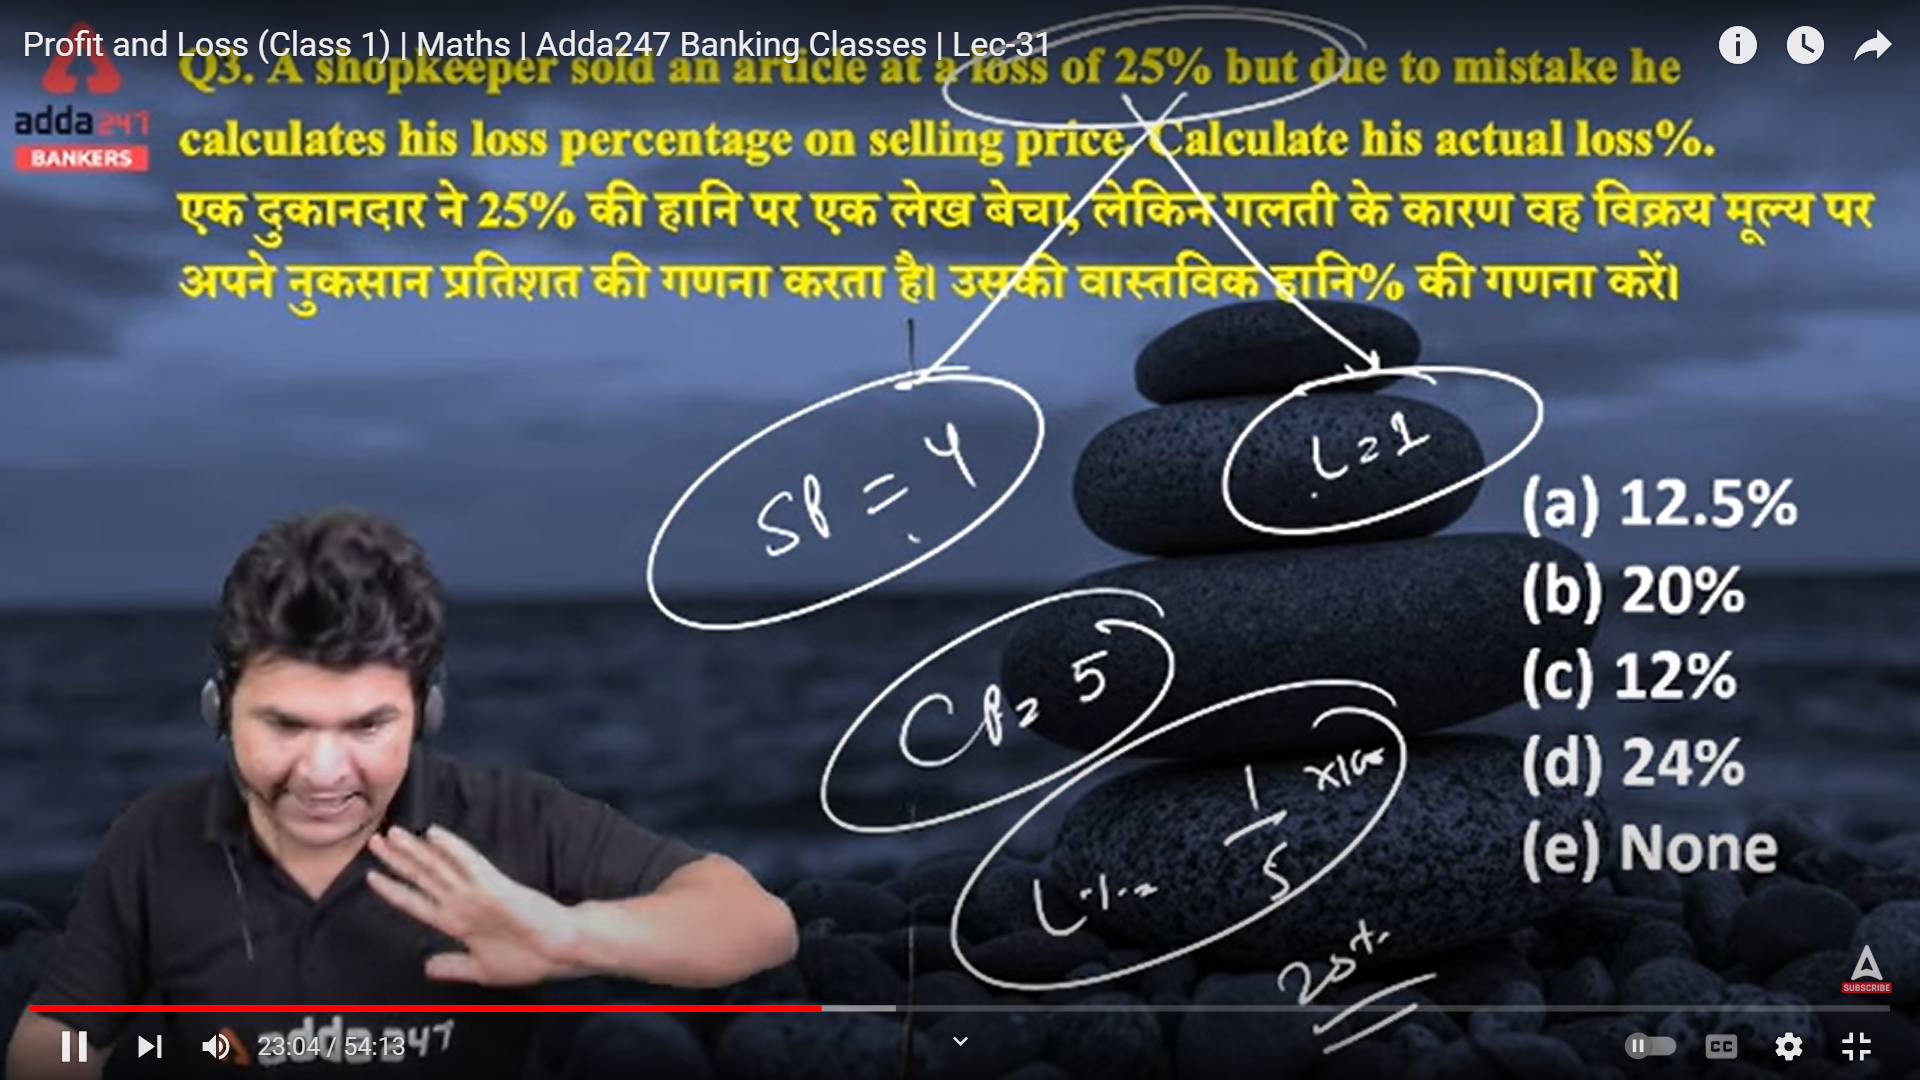 Profit and Loss (Class 1) | Maths | Adda247 Banking Classes | Lec-31
Q3. A shopkeeper sold an article at a loss of 25% but due to mistake he
calculates his loss percentage on selling price. Calculate his actual loss%.
एक दुकानदार ने 25% की हानि पर एक लेख बेचा, लेकिन गलती के कारण वह विक्रय मूल्य पर
अपने नुकसान प्रतिशत की गणना करता है। उसकी वास्तविक हानि% की गणना करें।
adda247
BANKERS
SP = 4
L = 1
CP = 5
L% = 1/5 x100
20%
(a) 12.5%
(b) 20%
(c) 12%
(d) 24%
(e) None
SUBSCRIBE
adda247
23:04 / 54:13
CC